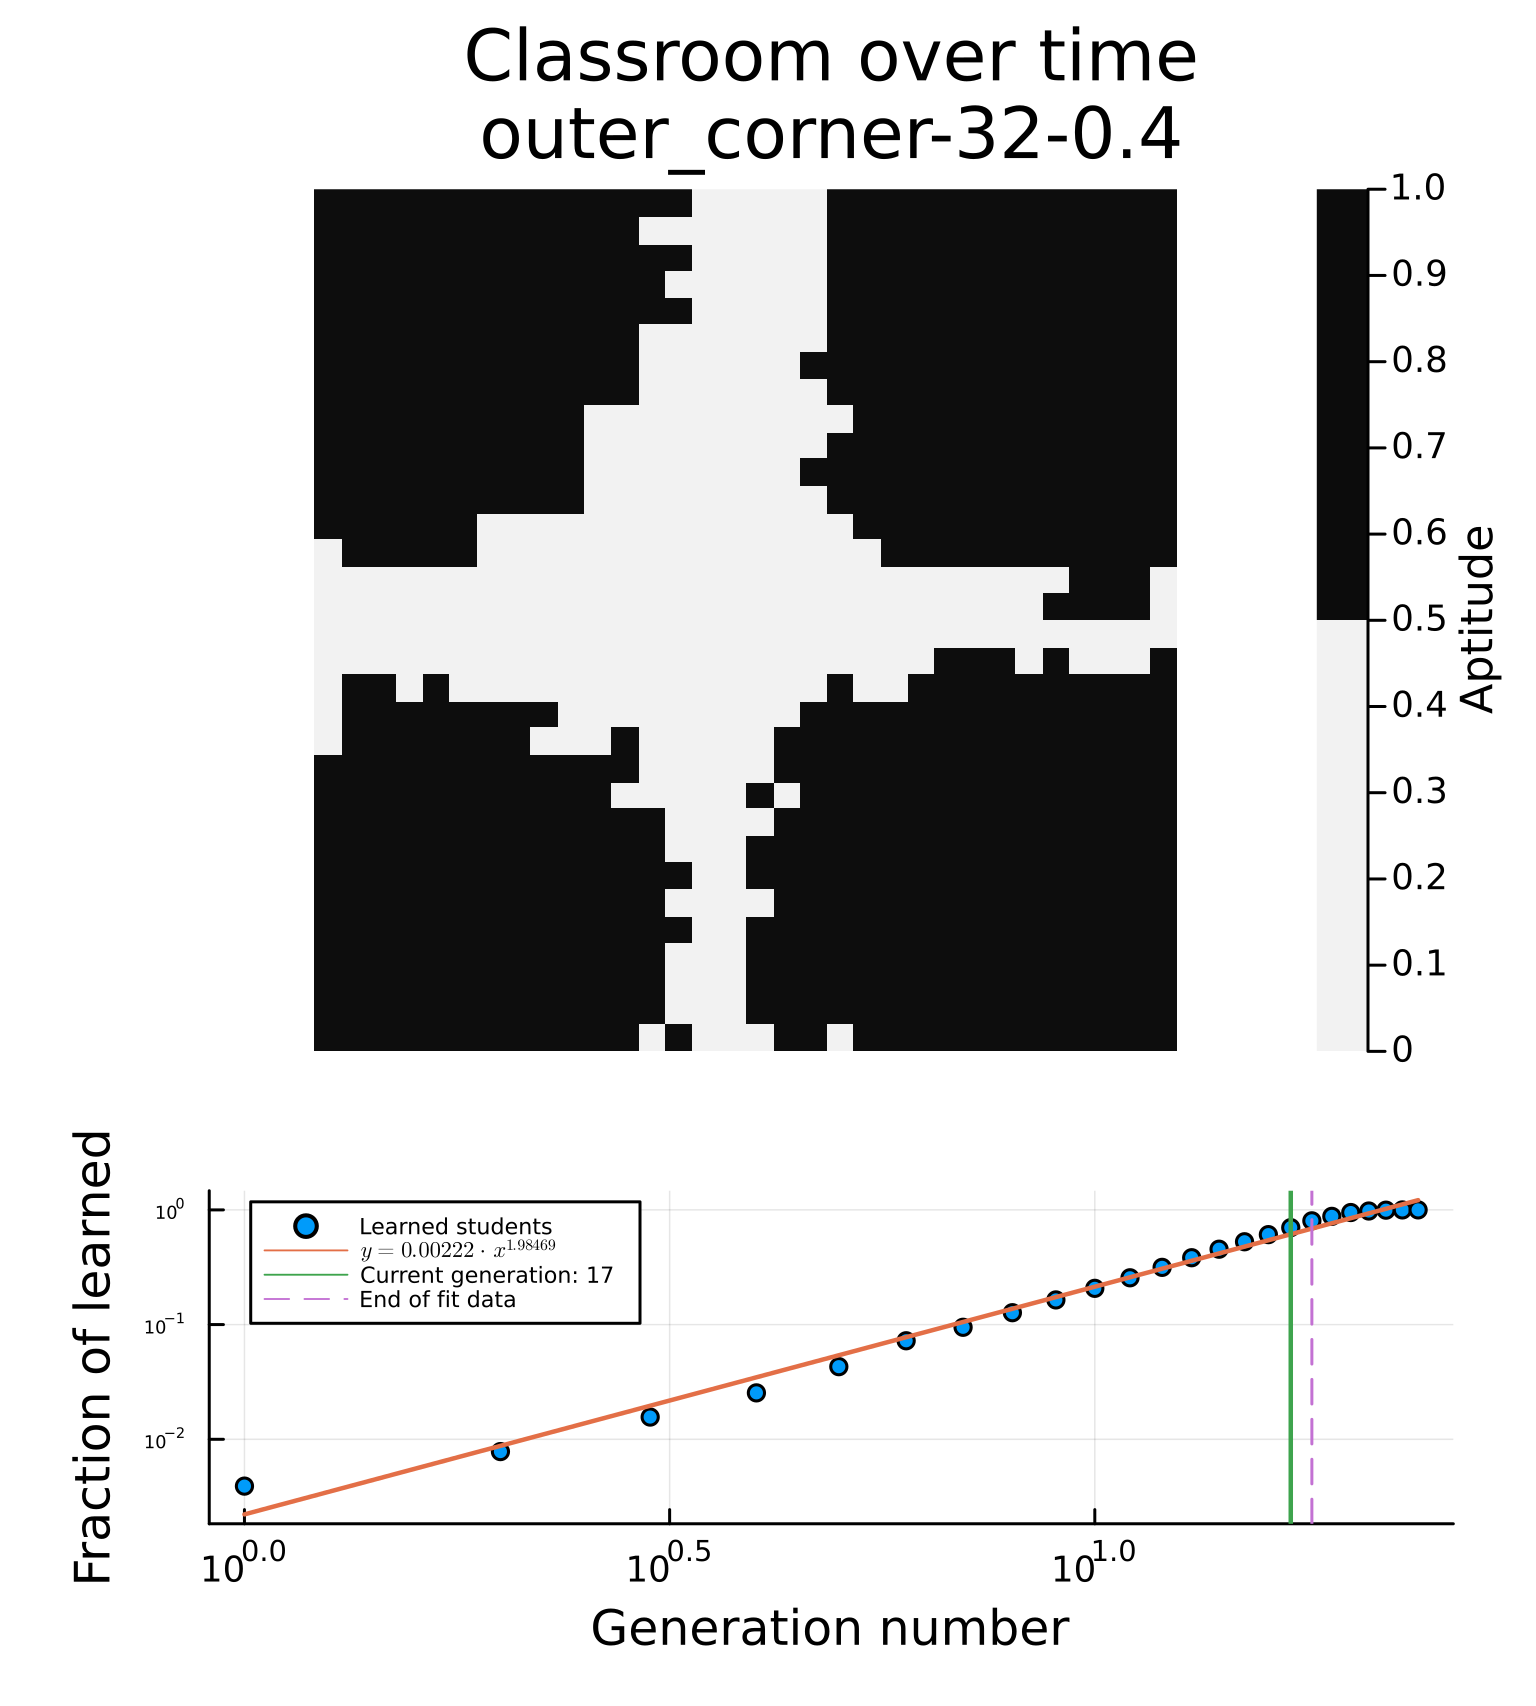 Classroom over time
outer_corner-32-0.4
1.0
0.9
0.8
0.7
0.6
0.5
0.4
0.3
0.2
0.1
0
Aptitude
Fraction of learned
10⁰
10⁻¹
10⁻²
Learned students
y = 0.00222 · x^1.98469
Current generation: 17
End of fit data
10^0.0
10^0.5
10^1.0
Generation number